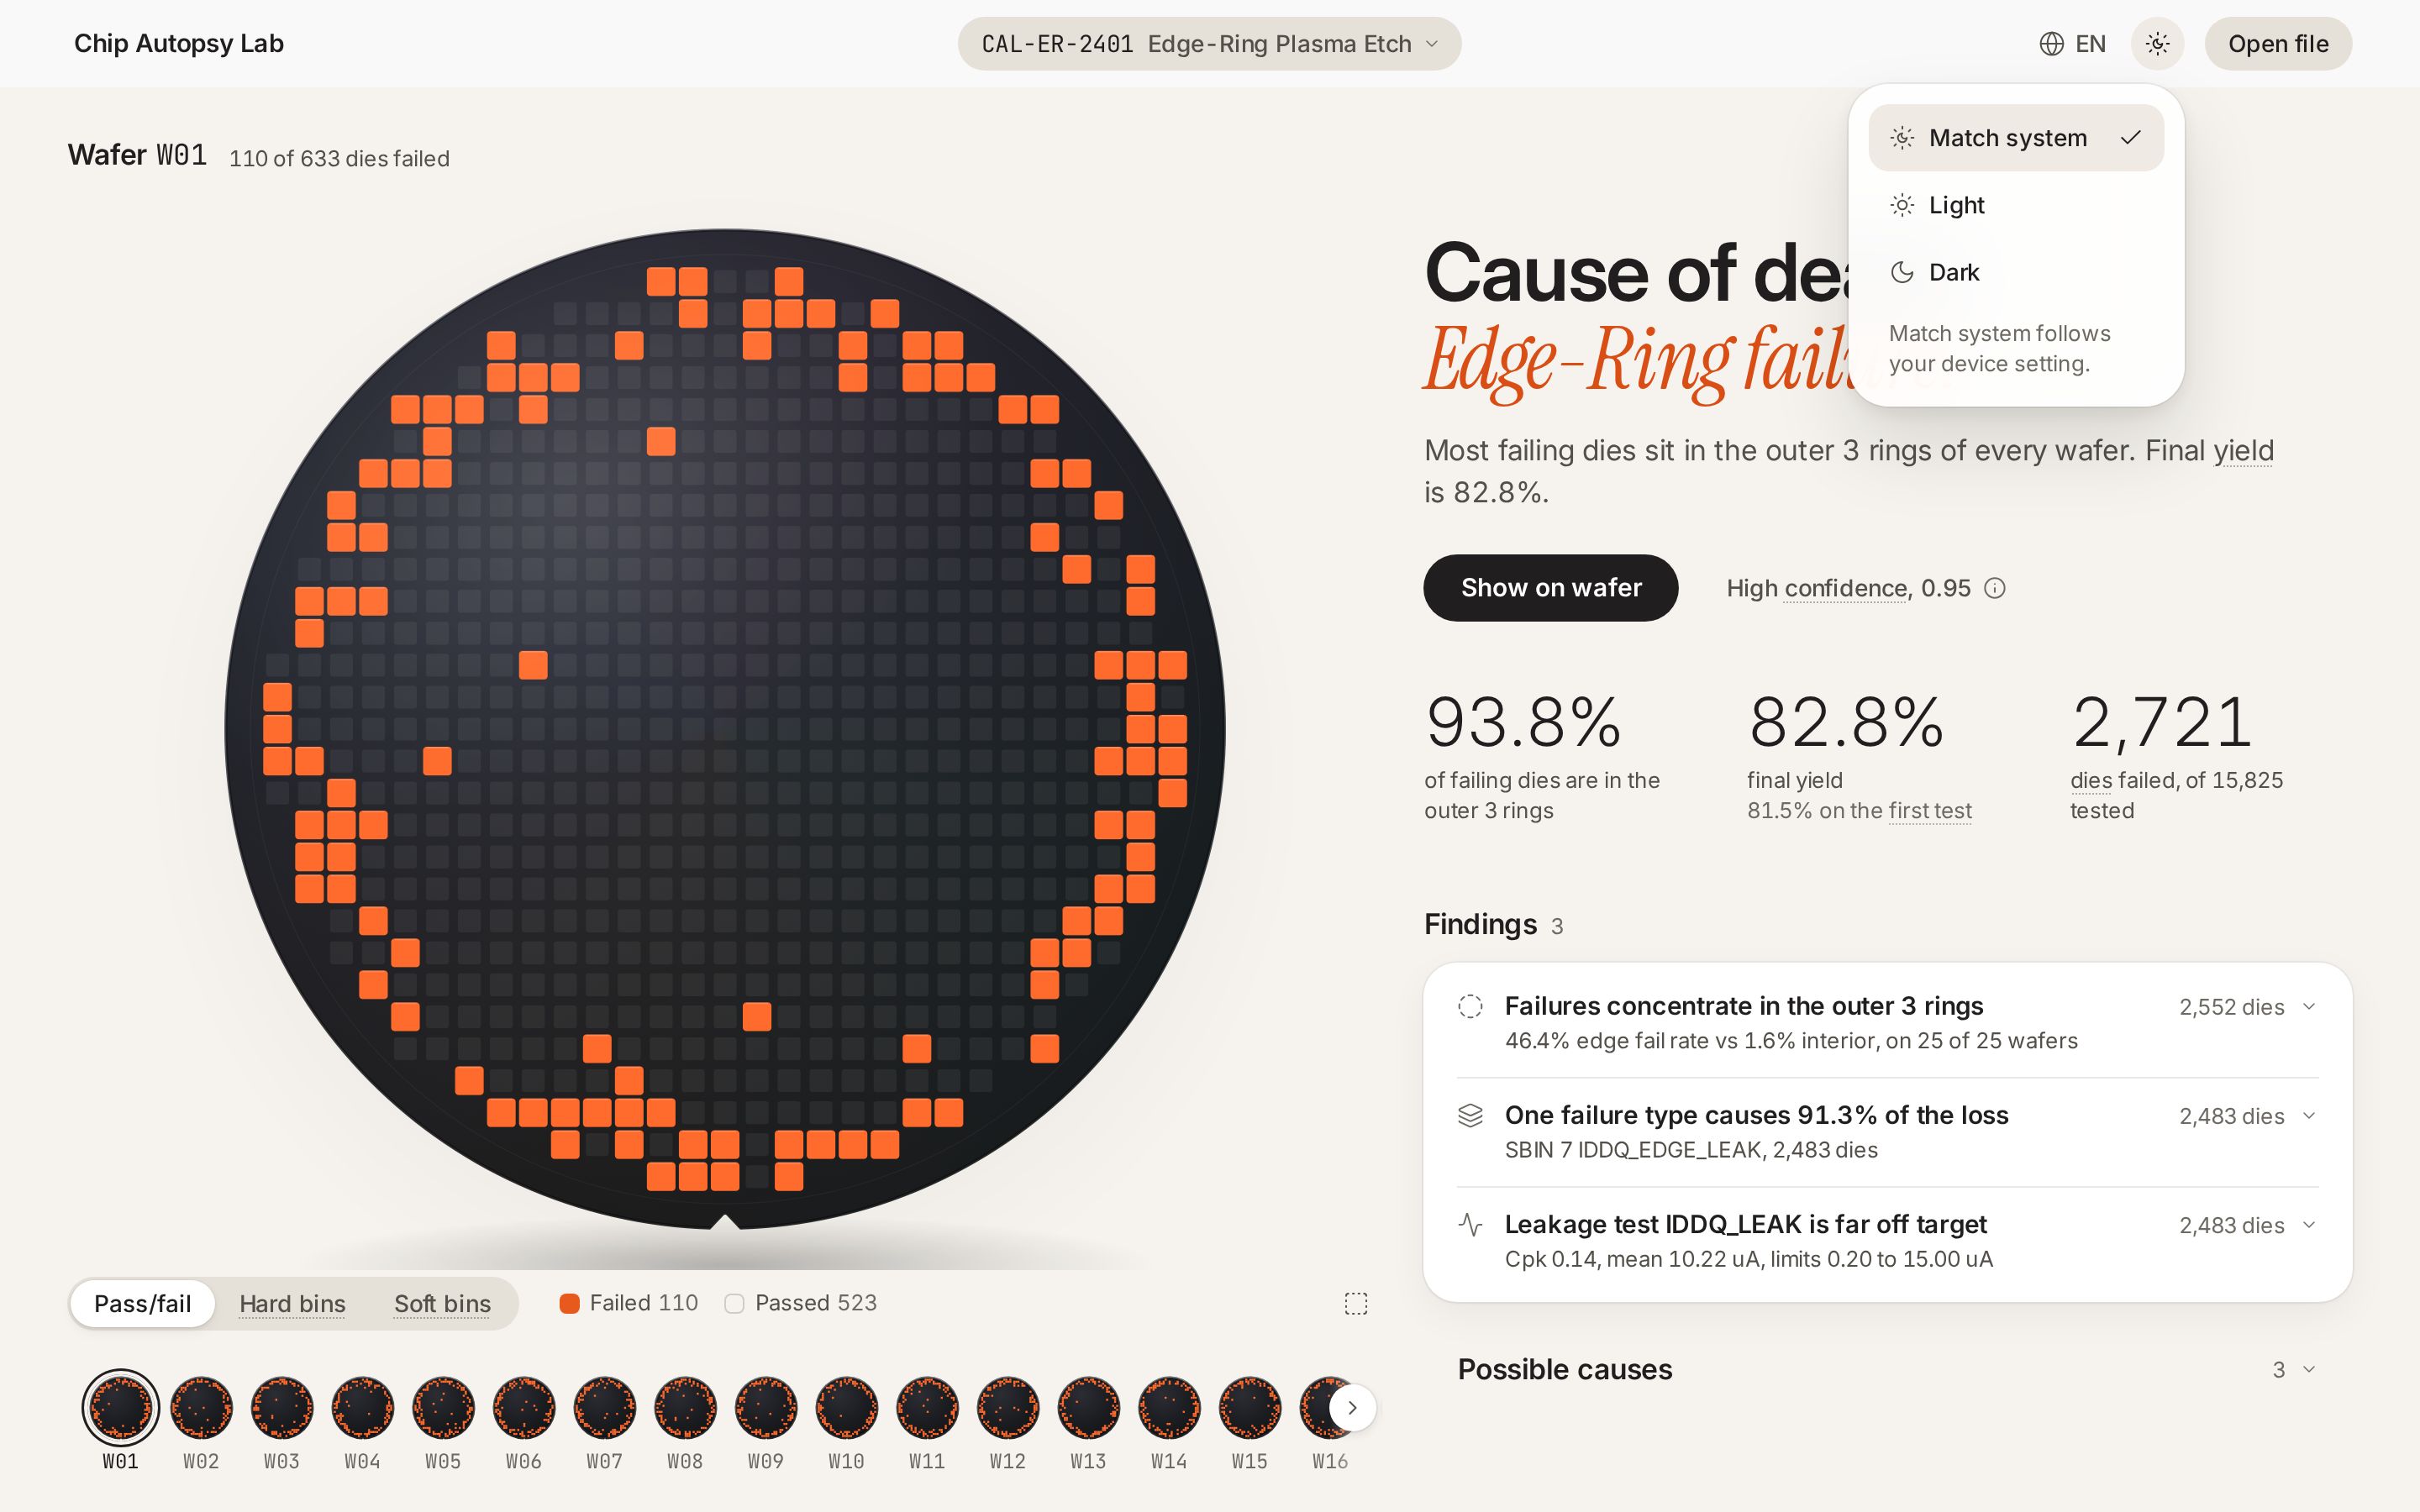 Chip Autopsy Lab
CAL-ER-2401 Edge-Ring Plasma Etch
EN
Open file
Match system
Light
Dark
Match system follows
your device setting.
Wafer W01 110 of 633 dies failed
Cause of dea
Edge-Ring failure,
Most failing dies sit in the outer 3 rings of every wafer. Final yield
is 82.8%.
Show on wafer
High confidence, 0.95
93.8%
of failing dies are in the
outer 3 rings
82.8%
final yield
81.5% on the first test
2,721
dies failed, of 15,825
tested
Findings 3
Failures concentrate in the outer 3 rings 2,552 dies
46.4% edge fail rate vs 1.6% interior, on 25 of 25 wafers
One failure type causes 91.3% of the loss 2,483 dies
SBIN 7 IDDQ_EDGE_LEAK, 2,483 dies
Leakage test IDDQ_LEAK is far off target 2,483 dies
Cpk 0.14, mean 10.22 uA, limits 0.20 to 15.00 uA
Possible causes 3
Pass/fail Hard bins Soft bins Failed 110 Passed 523
W01 W02 W03 W04 W05 W06 W07 W08 W09 W10 W11 W12 W13 W14 W15 W16